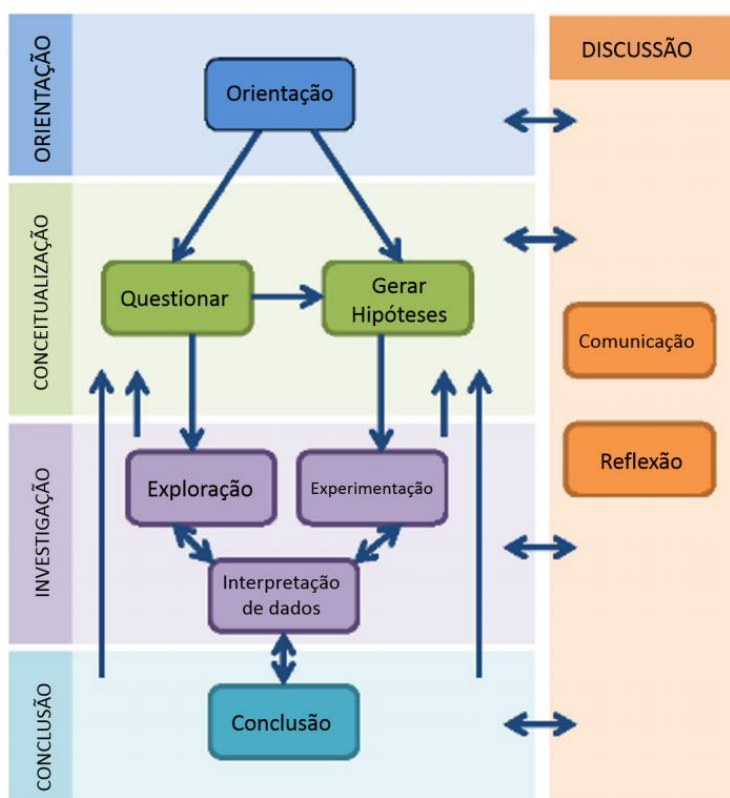 DISCUSSÃO
ORIENTAÇÃO
Orientação
CONCEITUALIZAÇÃO
Questionar
Gerar
Hipóteses
Comunicação
Reflexão
INVESTIGAÇÃO
Exploração
Experimentação
Interpretação
de dados
CONCLUSÃO
Conclusão